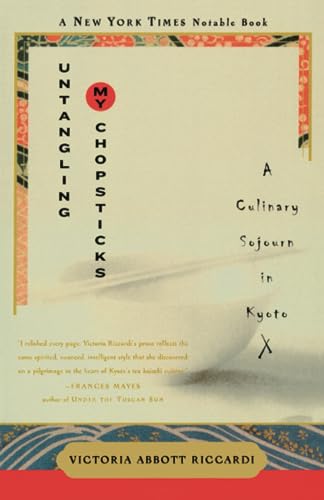 A NEW YORK TIMES Notable Book
UNTANGLING
MY CHOPSTICKS
A
Culinary
Sojourn
in
Kyoto
"I relished every page. Victoria Riccardi's prose reflects the
same spirited, nuanced, intelligent style that she discovered
on a pilgrimage to the heart of Kyoto's tea kaiseki cuisine."
—FRANCES MAYES
author of UNDER THE TUSCAN SUN
VICTORIA ABBOTT RICCARDI